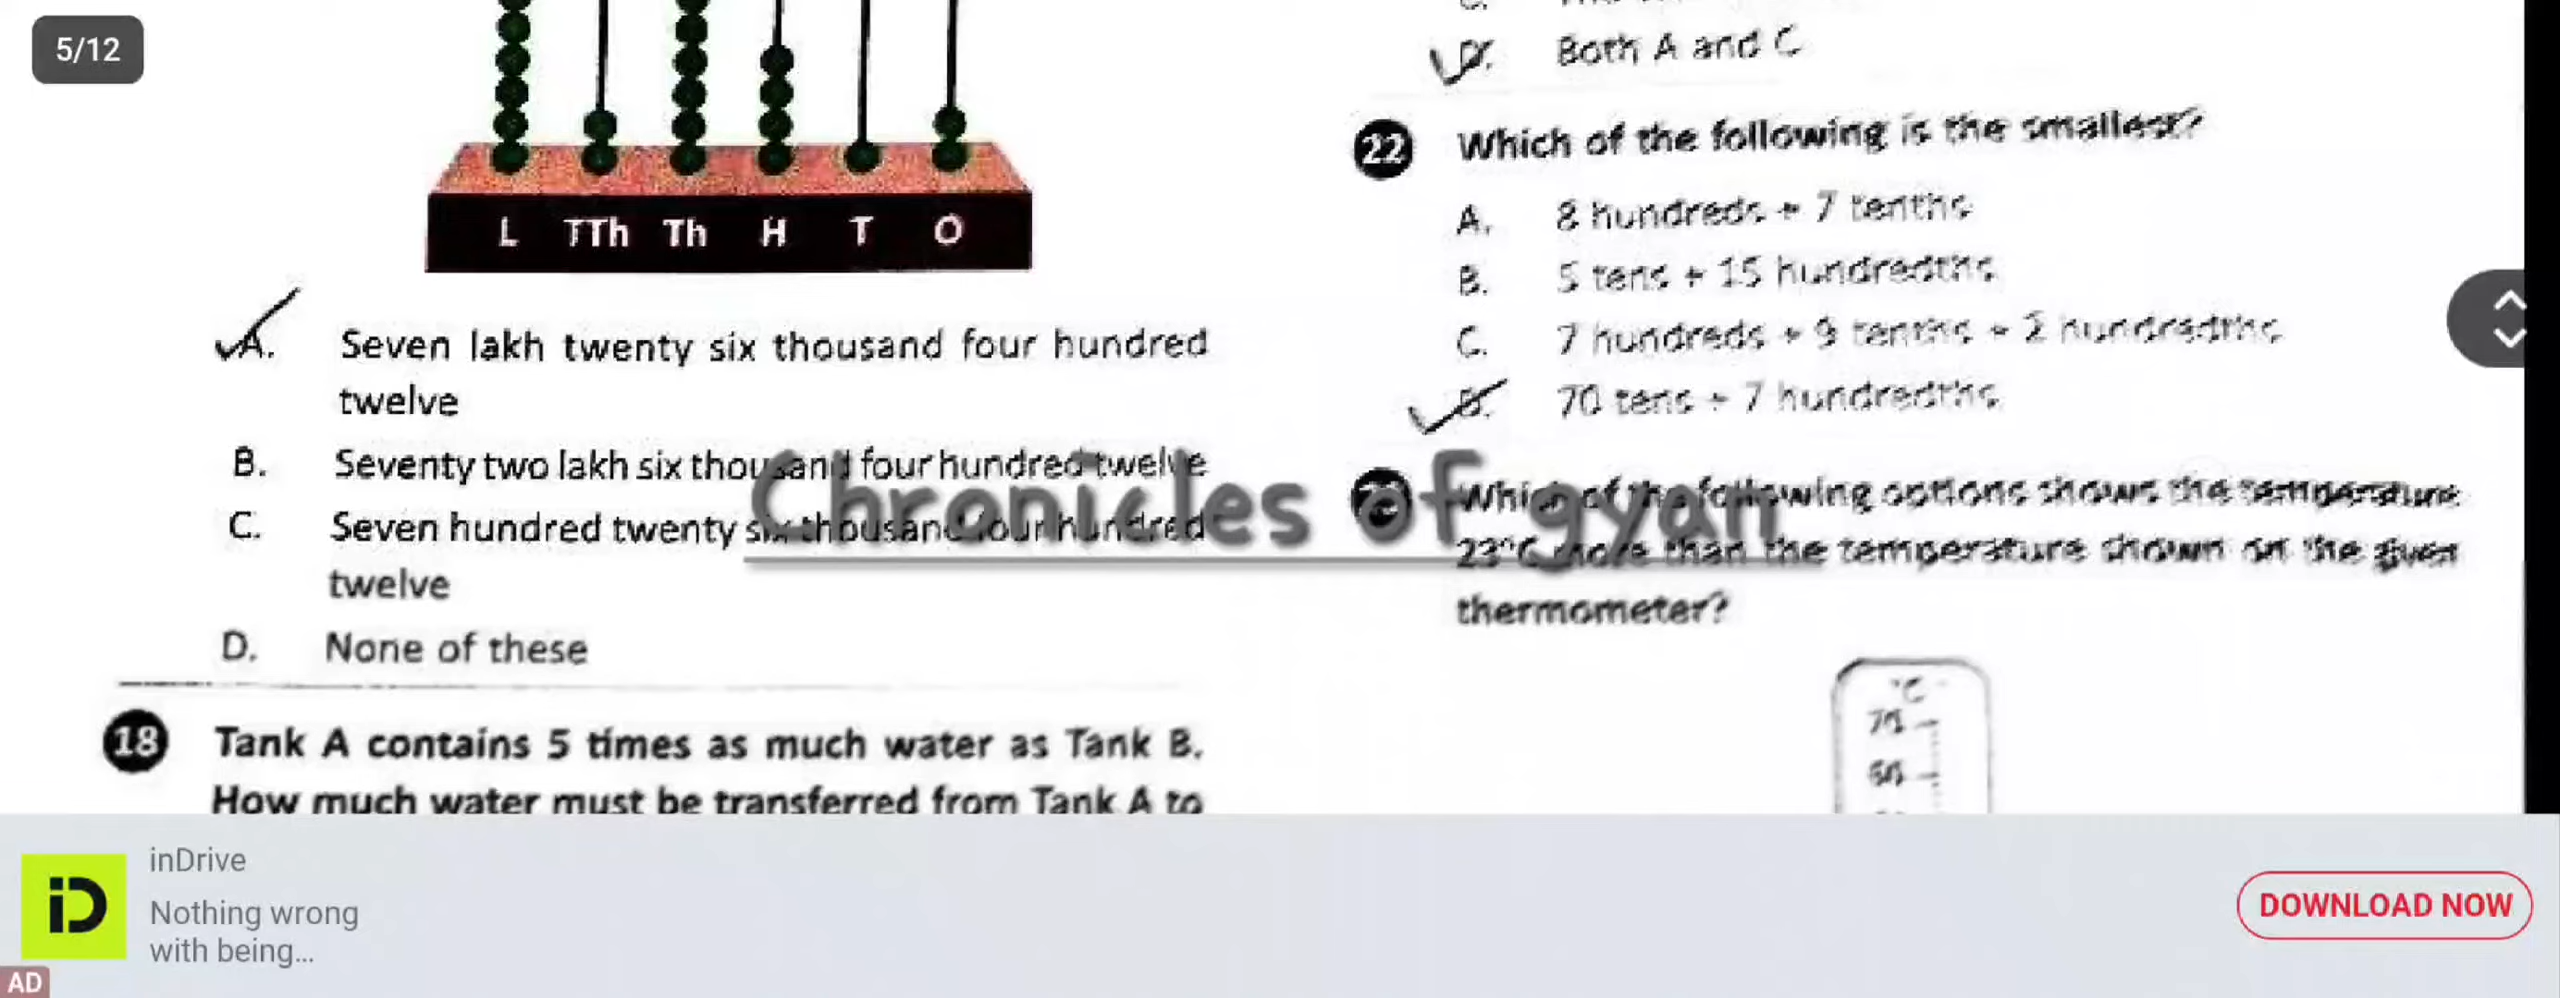 5/12
L TTh Th H T O
A. Seven lakh twenty six thousand four hundred
twelve
B. Seventy two lakh six thousand four hundred twelve
C. Seven hundred twenty six thousand four hundred
twelve
D. None of these
18 Tank A contains 5 times as much water as Tank B.
How much water must be transferred from Tank A to
Both A and C
22 Which of the following is the smallest?
A. 8 hundreds + 7 tenths
B. 5 tens + 15 hundredths
C. 7 hundreds + 9 tenths + 2 hundredths
D. 70 tens + 7 hundredths
Which of the following options shows the temperature
23°C more than the temperature shown on the given
thermometer?
°C
70
60
Chronicles of gyan
inDrive
Nothing wrong
with being...
AD
DOWNLOAD NOW